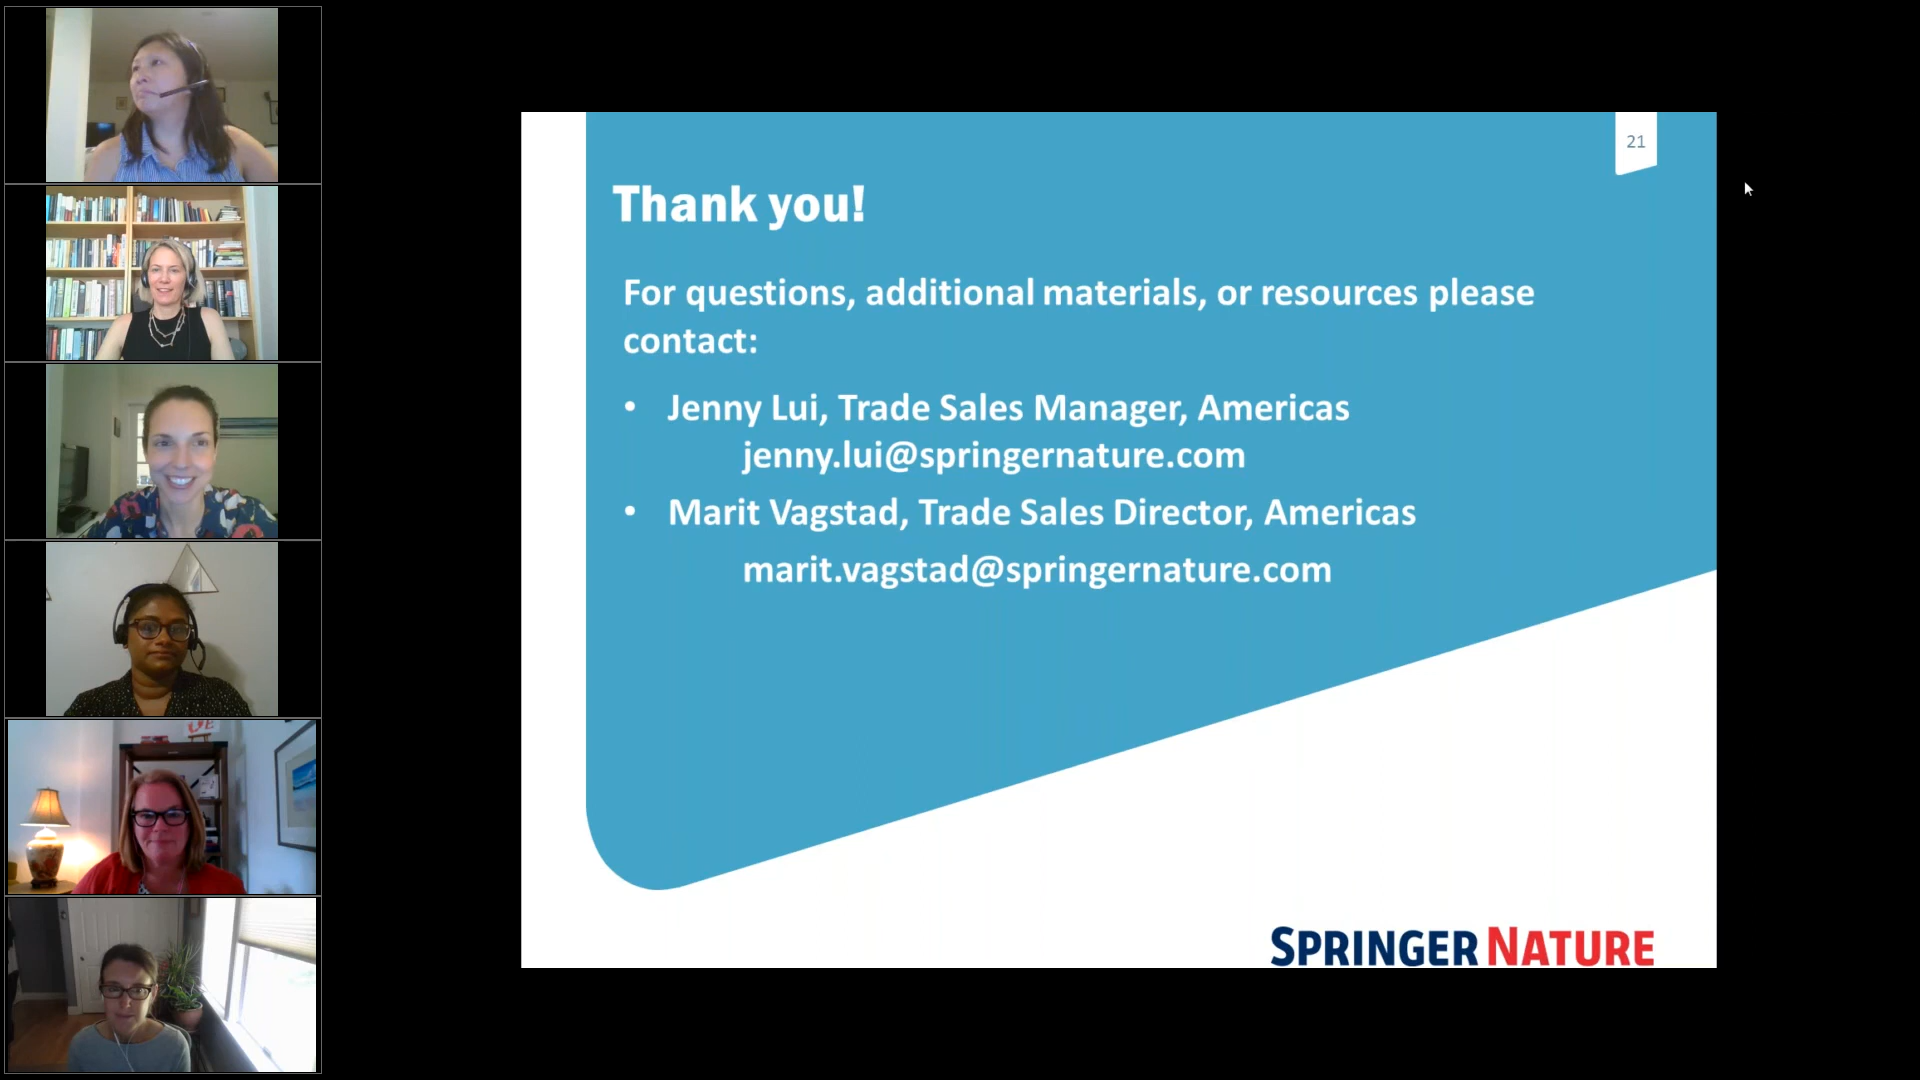 21
Thank you!
For questions, additional materials, or resources please
contact:
• Jenny Lui, Trade Sales Manager, Americas
jenny.lui@springernature.com
• Marit Vagstad, Trade Sales Director, Americas
marit.vagstad@springernature.com
SPRINGER NATURE